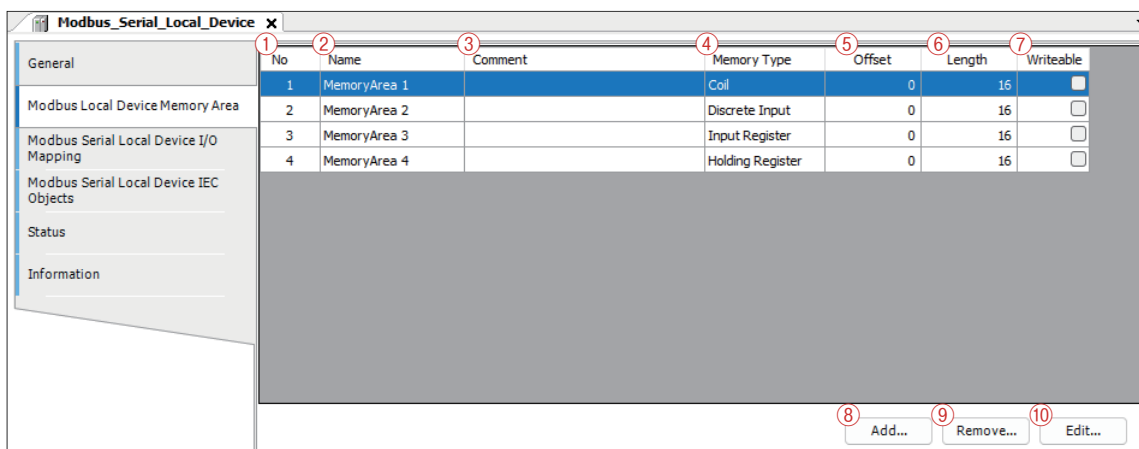 Modbus_Serial_Local_Device
General
Modbus Local Device Memory Area
Modbus Serial Local Device I/O
Mapping
Modbus Serial Local Device IEC
Objects
Status
Information
① ② ③ ④ ⑤ ⑥ ⑦
No Name Comment Memory Type Offset Length Writeable
1 MemoryArea 1 Coil 0 16
2 MemoryArea 2 Discrete Input 0 16
3 MemoryArea 3 Input Register 0 16
4 MemoryArea 4 Holding Register 0 16
⑧ ⑨ ⑩
Add... Remove... Edit...